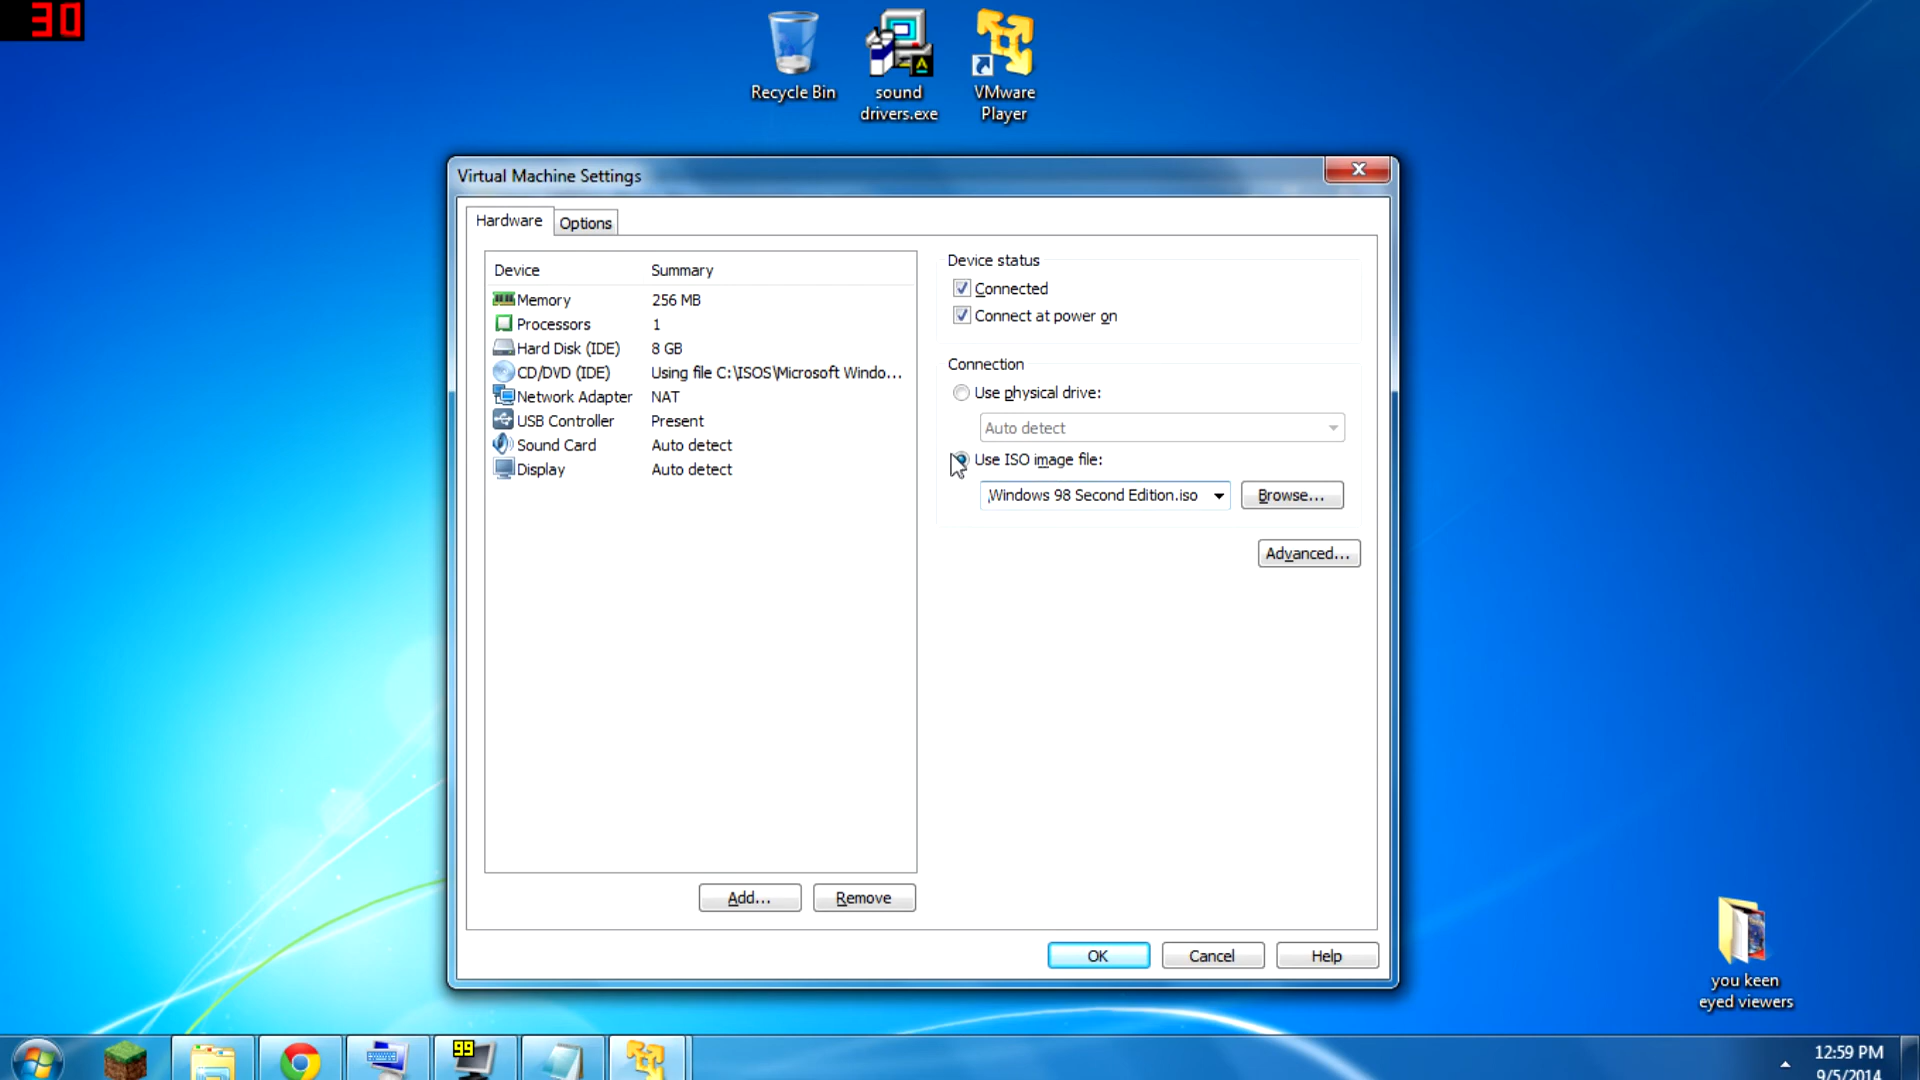 30
Recycle Bin
sound
drivers.exe
VMware
Player
Virtual Machine Settings
Hardware
Options
Device Summary
Memory 256 MB
Processors 1
Hard Disk (IDE) 8 GB
CD/DVD (IDE) Using file C:\ISOS\Microsoft Windo...
Network Adapter NAT
USB Controller Present
Sound Card Auto detect
Display Auto detect
Add...
Remove
Device status
Connected
Connect at power on
Connection
Use physical drive:
Auto detect
Use ISO image file:
Windows 98 Second Edition.iso
Browse...
Advanced...
OK
Cancel
Help
you keen
eyed viewers
99
12:59 PM
9/5/2014